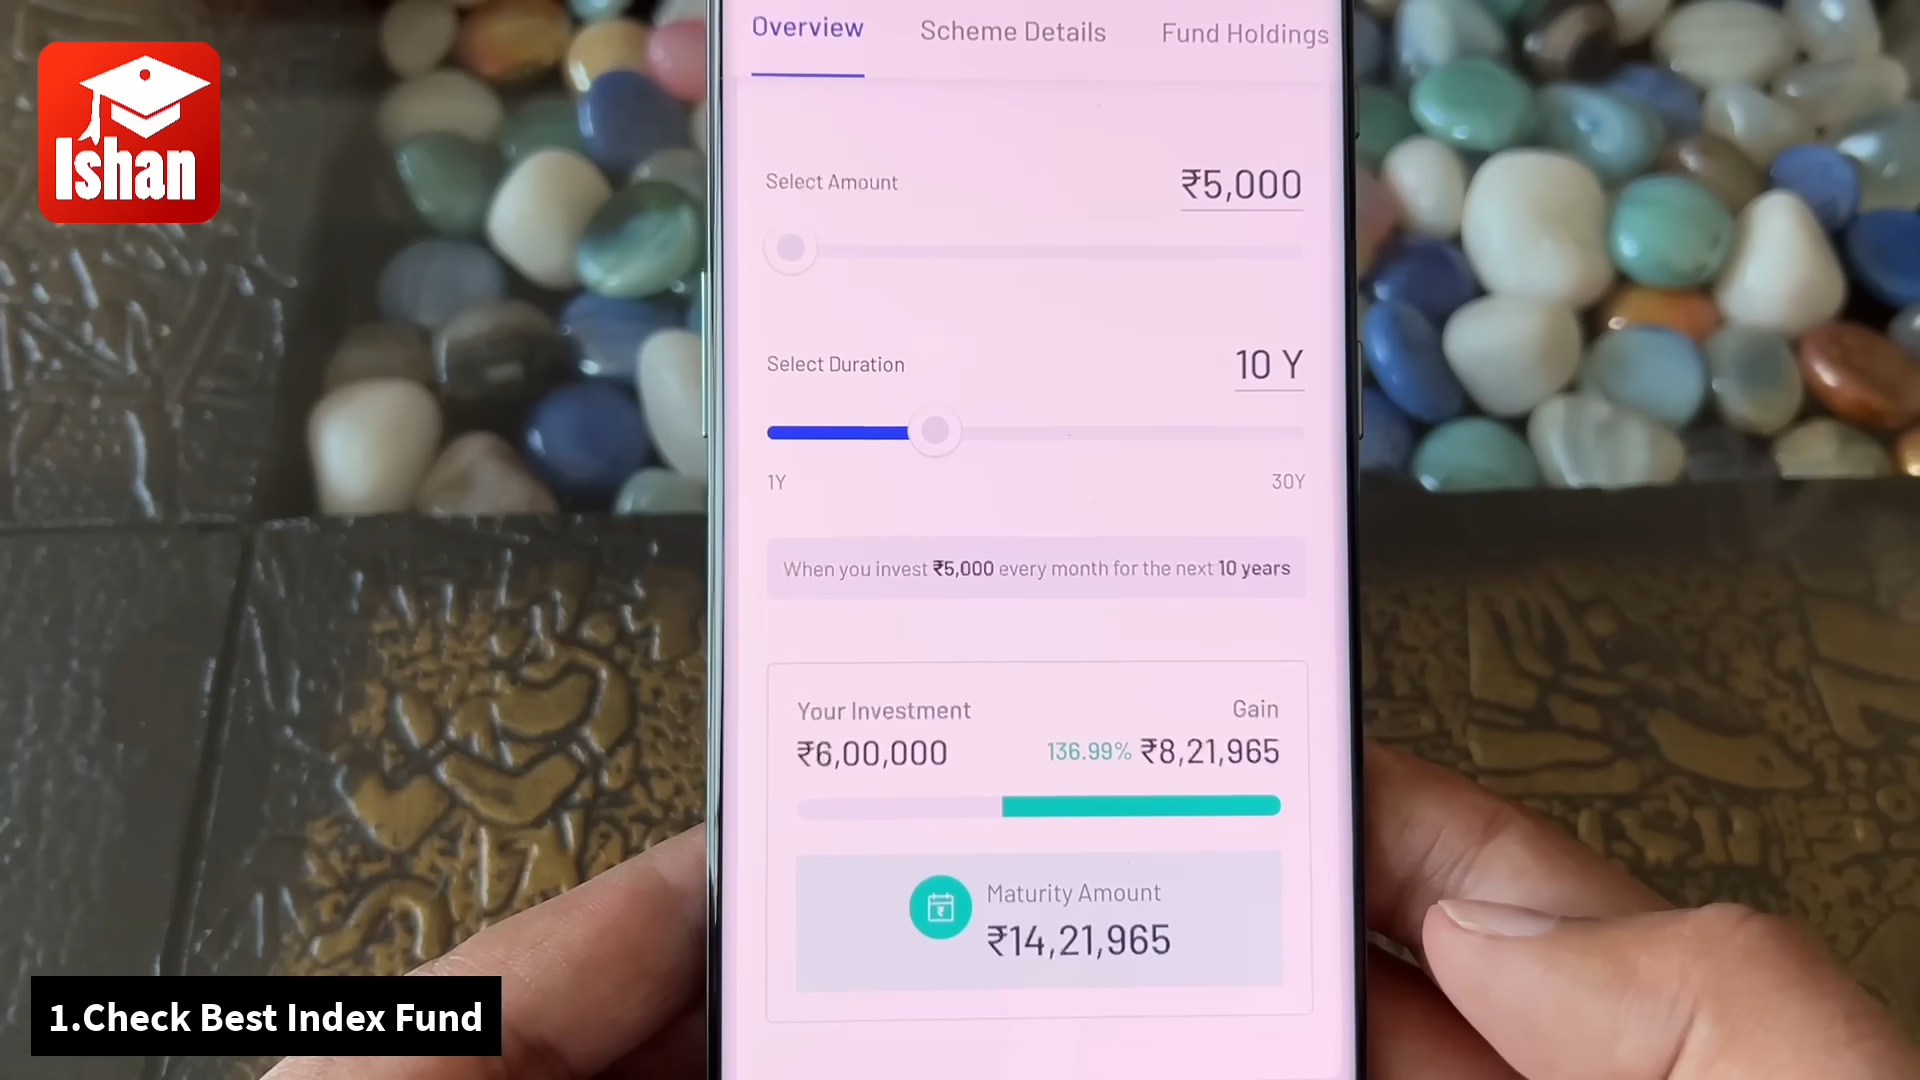 Ishan
Overview Scheme Details Fund Holdings
Select Amount ₹5,000
Select Duration 10 Y
1Y 30Y
When you invest ₹5,000 every month for the next 10 years
Your Investment Gain
₹6,00,000 136.99% ₹8,21,965
Maturity Amount
₹14,21,965
1.Check Best Index Fund